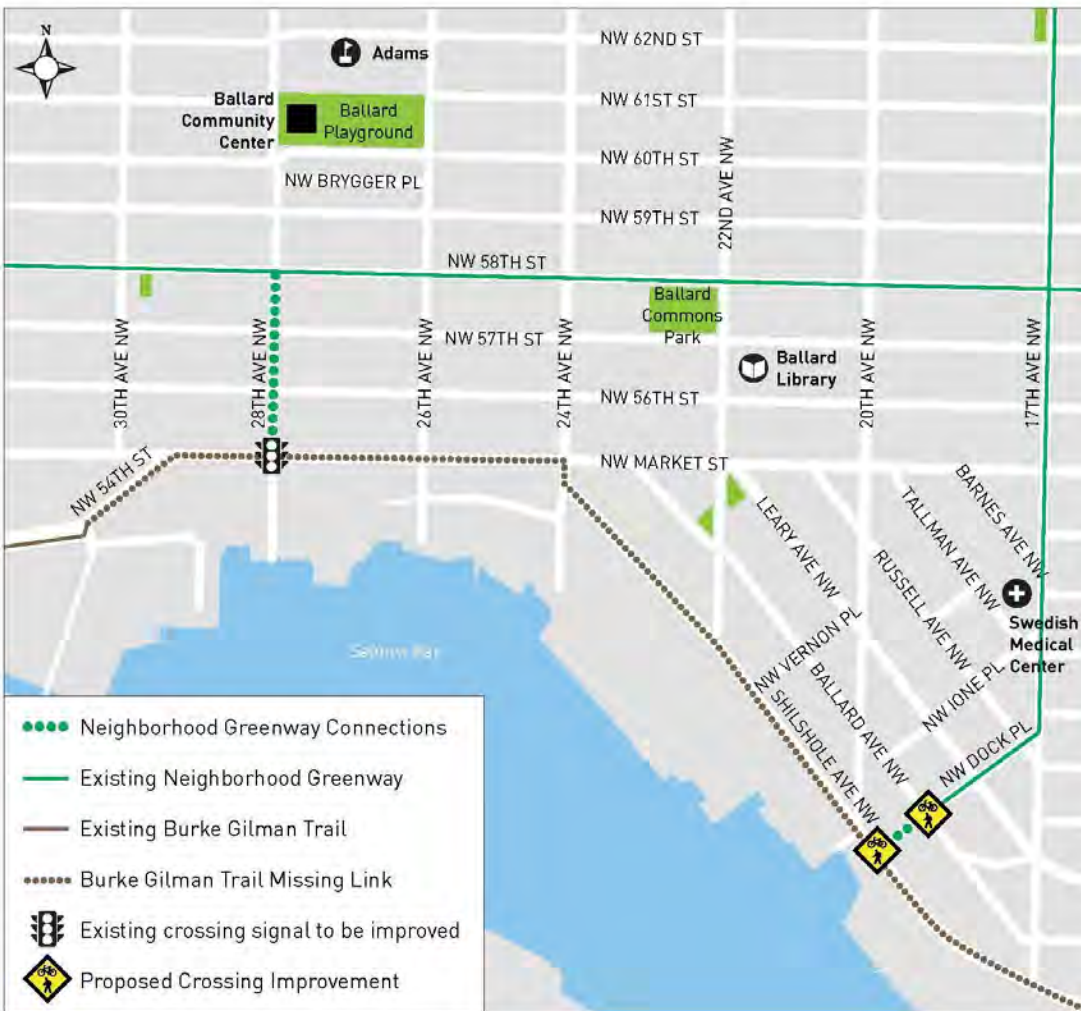 N
Adams
NW 62ND ST
Ballard
Community
Center
Ballard
Playground
NW 61ST ST
NW 60TH ST
22ND AVE NW
NW BRYGGER PL
NW 59TH ST
NW 58TH ST
Ballard
Commons
Park
30TH AVE NW
28TH AVE NW
26TH AVE NW
NW 57TH ST
24TH AVE NW
20TH AVE NW
17TH AVE NW
Ballard
Library
NW 56TH ST
NW 54TH ST
NW MARKET ST
LEARY AVE NW
RUSSELL AVE NW
TALLMAN AVE NW
BARNES AVE NW
Swedish
Medical
Center
NW VERNON PL
BALLARD AVE NW
NW IONE PL
SHILSHOLE AVE NW
NW DOCK PL
Salmon Bay
Neighborhood Greenway Connections
Existing Neighborhood Greenway
Existing Burke Gilman Trail
Burke Gilman Trail Missing Link
Existing crossing signal to be improved
Proposed Crossing Improvement